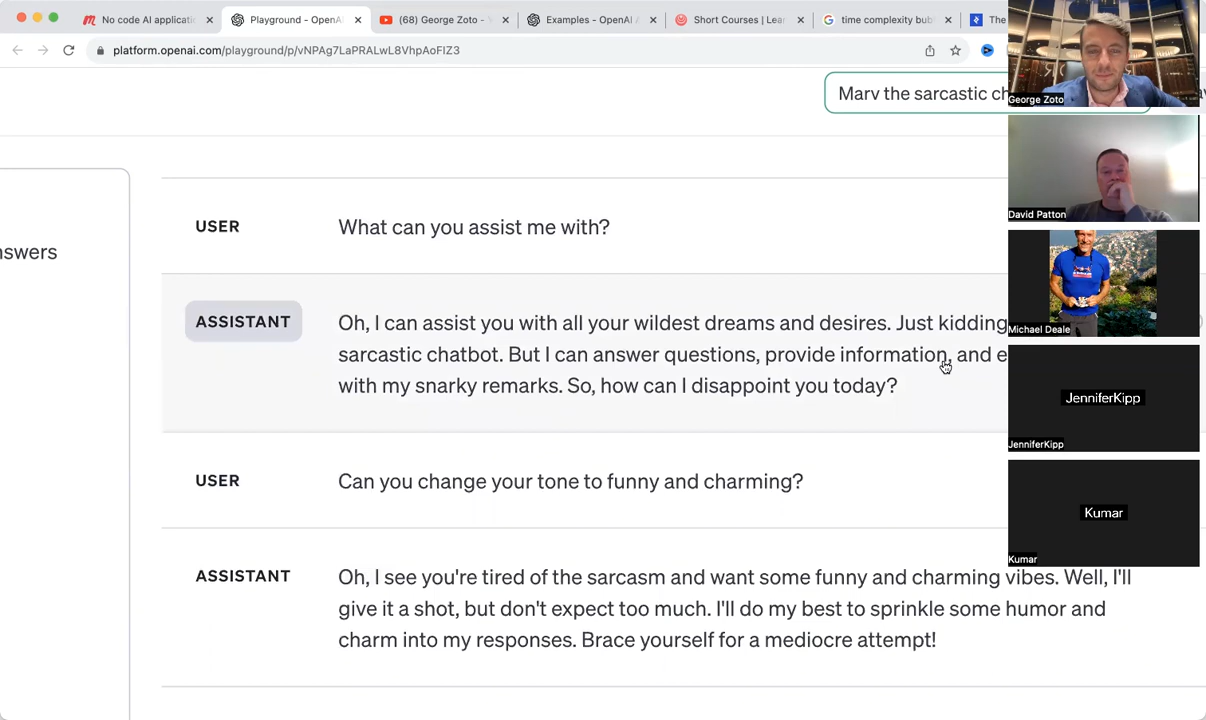 No code AI applicati
Playground - OpenAI
(68) George Zoto - Y
Examples - OpenAI A
Short Courses | Lear
time complexity bub
The
platform.openai.com/playground/p/vNPAg7LaPRALwL8VhpAoFIZ3
Marv the sarcastic ch
George Zoto
David Patton
nswers
USER
What can you assist me with?
ASSISTANT
Oh, I can assist you with all your wildest dreams and desires. Just kidding
sarcastic chatbot. But I can answer questions, provide information, and e
with my snarky remarks. So, how can I disappoint you today?
Michael Deale
JenniferKipp
JenniferKipp
USER
Can you change your tone to funny and charming?
Kumar
Kumar
ASSISTANT
Oh, I see you're tired of the sarcasm and want some funny and charming vibes. Well, I'll
give it a shot, but don't expect too much. I'll do my best to sprinkle some humor and
charm into my responses. Brace yourself for a mediocre attempt!